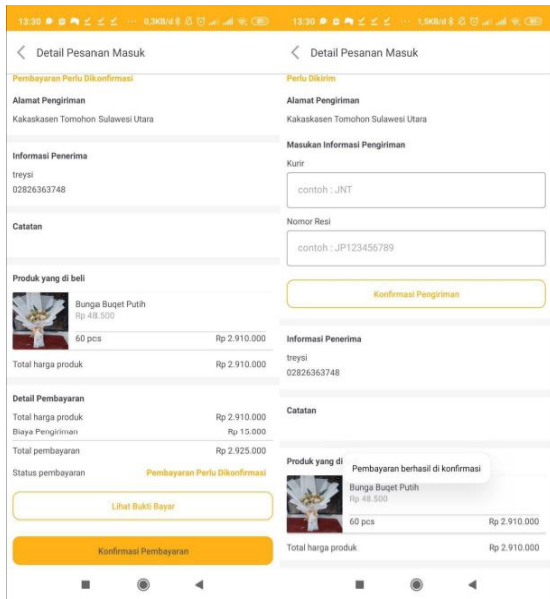 13:30
0,3KB/d
Detail Pesanan Masuk
Pembayaran Perlu Dikonfirmasi
Alamat Pengiriman
Kakaskasen Tomohon Sulawesi Utara
Informasi Penerima
treysi
02826363748
Catatan
Produk yang di beli
Bunga Buqet Putih
Rp 48.500
60 pcs Rp 2.910.000
Total harga produk Rp 2.910.000
Detail Pembayaran
Total harga produk Rp 2.910.000
Biaya Pengiriman Rp 15.000
Total pembayaran Rp 2.925.000
Status pembayaran Pembayaran Perlu Dikonfirmasi
Lihat Bukti Bayar
Konfirmasi Pembayaran
13:30
1,5KB/d
Detail Pesanan Masuk
Perlu Dikirim
Alamat Pengiriman
Kakaskasen Tomohon Sulawesi Utara
Masukan Informasi Pengiriman
Kurir
contoh : JNT
Nomor Resi
contoh : JP123456789
Konfirmasi Pengiriman
Informasi Penerima
treysi
02826363748
Catatan
Produk yang di
Pembayaran berhasil di konfirmasi
Bunga Buqet Putih
Rp 48.500
60 pcs Rp 2.910.000
Total harga produk Rp 2.910.000